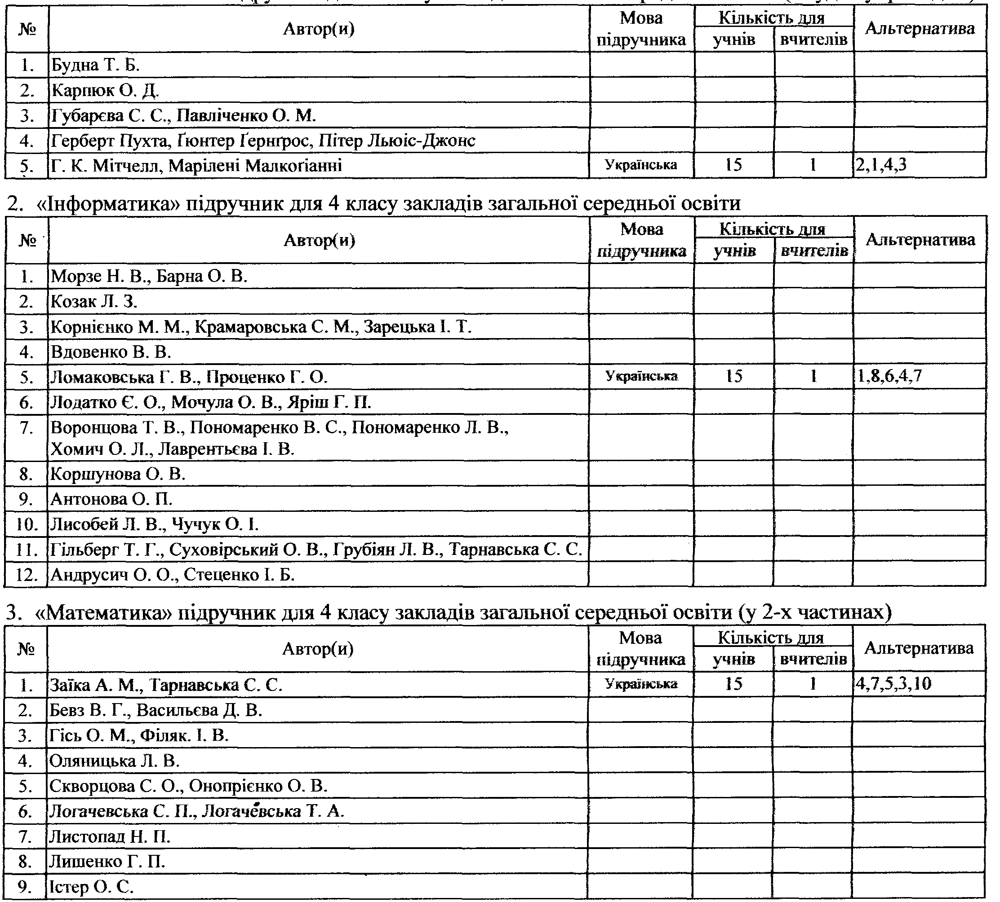 № Автор(и) Мова підручника Кількість для учнів вчителів Альтернатива
1. Будна Т. Б.
2. Карпюк О. Д.
3. Губарєва С. С., Павліченко О. М.
4. Герберт Пухта, Ґюнтер Ґернґрос, Пітер Льюіс-Джонс
5. Г. К. Мітчелл, Марілені Малкоґіанні Українська 15 1 2,1,4,3
2. «Інформатика» підручник для 4 класу закладів загальної середньої освіти
№ Автор(и) Мова підручника Кількість для учнів вчителів Альтернатива
1. Морзе Н. В., Барна О. В.
2. Козак Л. З.
3. Корнієнко М. М., Крамаровська С. М., Зарецька І. Т.
4. Вдовенко В. В.
5. Ломаковська Г. В., Проценко Г. О. Українська 15 1 1,8,6,4,7
6. Лодатко Є. О., Мочула О. В., Яріш Г. П.
7. Воронцова Т. В., Пономаренко В. С., Пономаренко Л. В.,
Хомич О. Л., Лаврентьєва І. В.
8. Коршунова О. В.
9. Антонова О. П.
10. Лисобей Л. В., Чучук О. І.
11. Гільберг Т. Г., Суховірський О. В., Грубіян Л. В., Тарнавська С. С.
12. Андрусич О. О., Стеценко І. Б.
3. «Математика» підручник для 4 класу закладів загальної середньої освіти (у 2-х частинах)
№ Автор(и) Мова підручника Кількість для учнів вчителів Альтернатива
1. Заїка А. М., Тарнавська С. С. Українська 15 1 4,7,5,3,10
2. Бевз В. Г., Васильєва Д. В.
3. Гісь О. М., Філяк. І. В.
4. Оляницька Л. В.
5. Скворцова С. О., Онопрієнко О. В.
6. Логачевська С. П., Логачевська Т. А.
7. Листопад Н. П.
8. Лишенко Г. П.
9. Істер О. С.